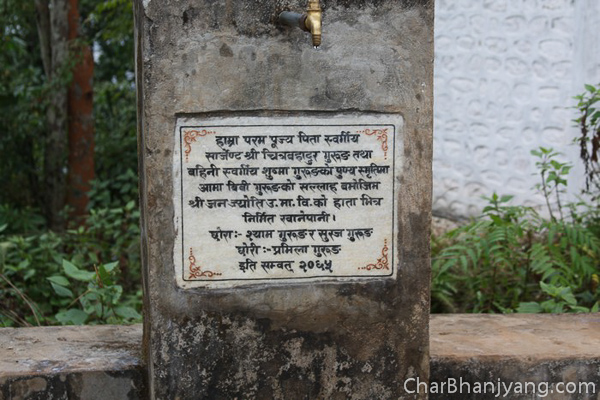 हाम्रा परम पूज्य पिता स्वर्गीय
सार्जेण्ट श्री चित्रबहादुर गुरूङ तथा
बहिनी स्वर्गीय शुष्मा गुरूङको पुण्य स्मृतिमा
आमा बिबी गुरूङको सल्लाह बमोजिम
श्री ज्ञनज्योति उ.मा.वि.को हाता भित्र
निर्मित खानेपानी।
छोरा:- श्याम गुरूङ र सुरज गुरूङ
छोरी :- प्रमिला गुरूङ
इति सम्वत् २०६५
CharBhanjyang.com